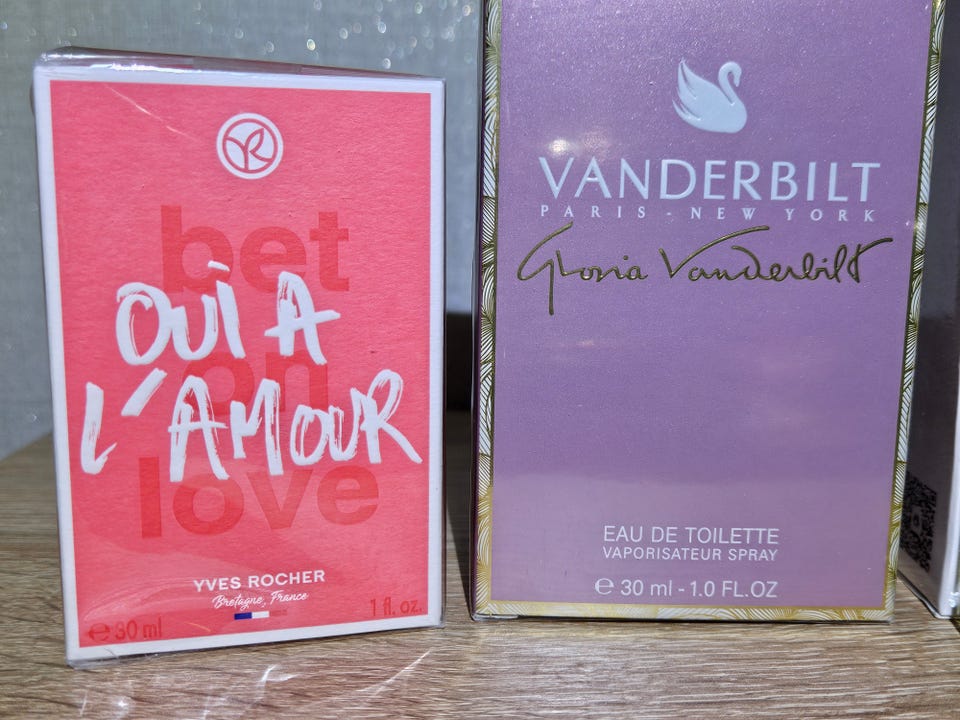 YR
bet
on
love
OUI A
L'AMOUR
YVES ROCHER
Bretagne, France
℮ 30 ml
1 fl. oz.
VANDERBILT
PARIS - NEW YORK
Gloria Vanderbilt
EAU DE TOILETTE
VAPORISATEUR SPRAY
℮ 30 ml - 1.0 FL.OZ